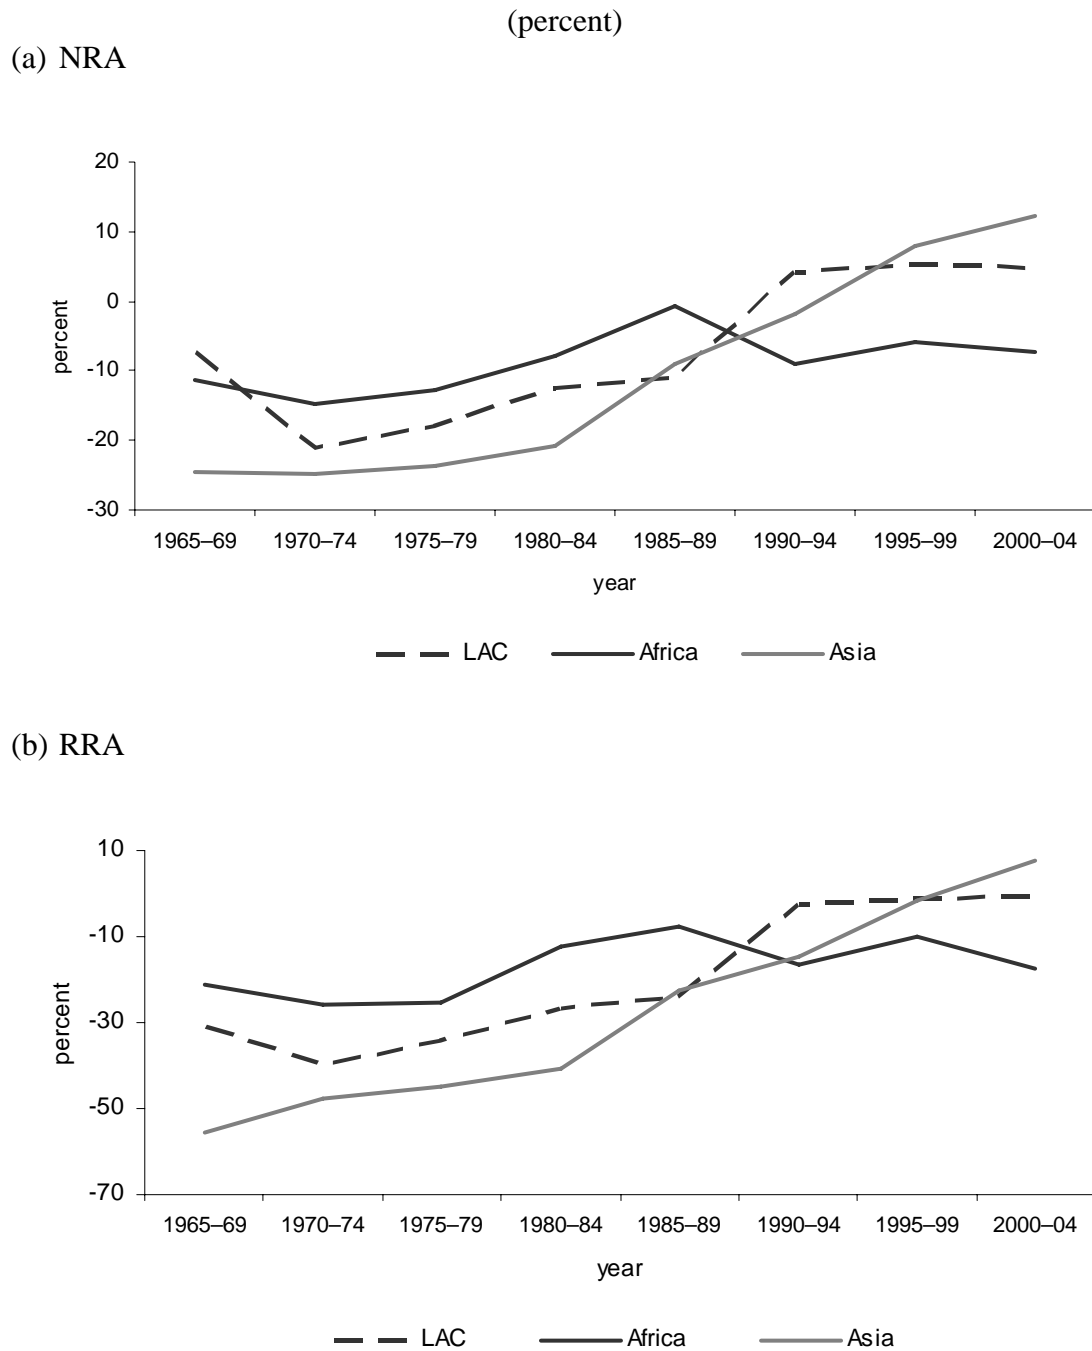 (percent)
(a) NRA
20
10
0
-10
-20
-30
percent
1965–69 1970–74 1975–79 1980–84 1985–89 1990–94 1995–99 2000–04
year
LAC Africa Asia
(b) RRA
10
-10
-30
-50
-70
percent
1965–69 1970–74 1975–79 1980–84 1985–89 1990–94 1995–99 2000–04
year
LAC Africa Asia